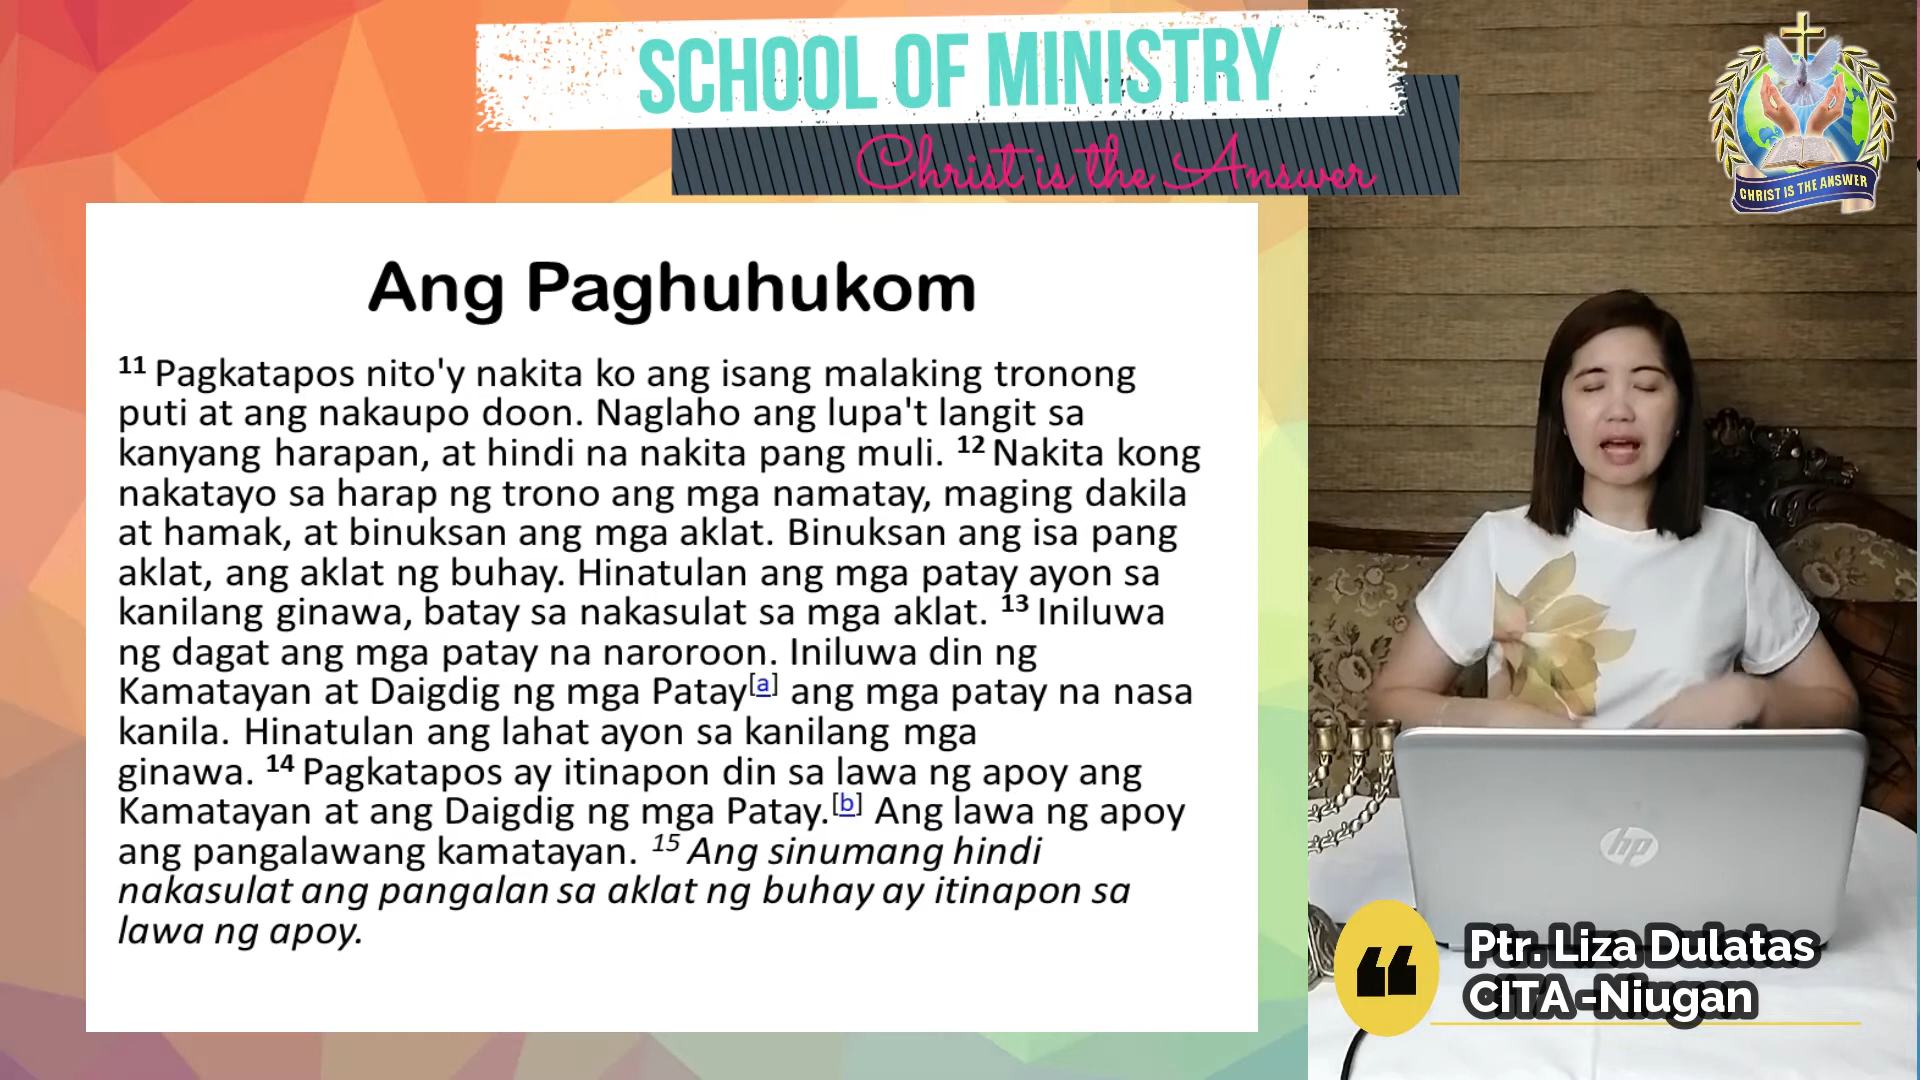 SCHOOL OF MINISTRY
Christ is the Answer
CHRIST IS THE ANSWER
Ang Paghuhukom
11 Pagkatapos nito'y nakita ko ang isang malaking tronong
puti at ang nakaupo doon. Naglaho ang lupa't langit sa
kanyang harapan, at hindi na nakita pang muli. 12 Nakita kong
nakatayo sa harap ng trono ang mga namatay, maging dakila
at hamak, at binuksan ang mga aklat. Binuksan ang isa pang
aklat, ang aklat ng buhay. Hinatulan ang mga patay ayon sa
kanilang ginawa, batay sa nakasulat sa mga aklat. 13 Iniluwa
ng dagat ang mga patay na naroroon. Iniluwa din ng
Kamatayan at Daigdig ng mga Patay[a] ang mga patay na nasa
kanila. Hinatulan ang lahat ayon sa kanilang mga
ginawa. 14 Pagkatapos ay itinapon din sa lawa ng apoy ang
Kamatayan at ang Daigdig ng mga Patay.[b] Ang lawa ng apoy
ang pangalawang kamatayan. 15 Ang sinumang hindi
nakasulat ang pangalan sa aklat ng buhay ay itinapon sa
lawa ng apoy.
hp
Ptr. Liza Dulatas
CITA -Niugan